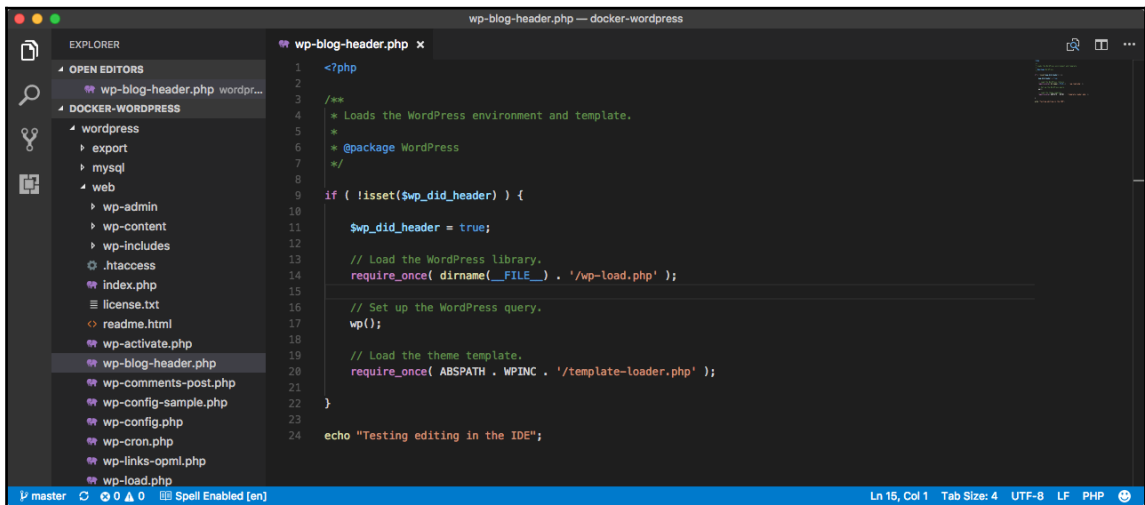 wp-blog-header.php — docker-wordpress
EXPLORER
OPEN EDITORS
wp-blog-header.php wordpr...
DOCKER-WORDPRESS
wordpress
export
mysql
web
wp-admin
wp-content
wp-includes
.htaccess
index.php
license.txt
readme.html
wp-activate.php
wp-blog-header.php
wp-comments-post.php
wp-config-sample.php
wp-config.php
wp-cron.php
wp-links-opml.php
wp-load.php
wp-blog-header.php ×
1 <?php
2
3 /**
4 * Loads the WordPress environment and template.
5 *
6 * @package WordPress
7 */
8
9 if ( !isset($wp_did_header) ) {
10
11 $wp_did_header = true;
12
13 // Load the WordPress library.
14 require_once( dirname(__FILE__) . '/wp-load.php' );
15
16 // Set up the WordPress query.
17 wp();
18
19 // Load the theme template.
20 require_once( ABSPATH . WPINC . '/template-loader.php' );
21
22 }
23
24 echo "Testing editing in the IDE";
master 0 0 Spell Enabled [en] Ln 15, Col 1 Tab Size: 4 UTF-8 LF PHP